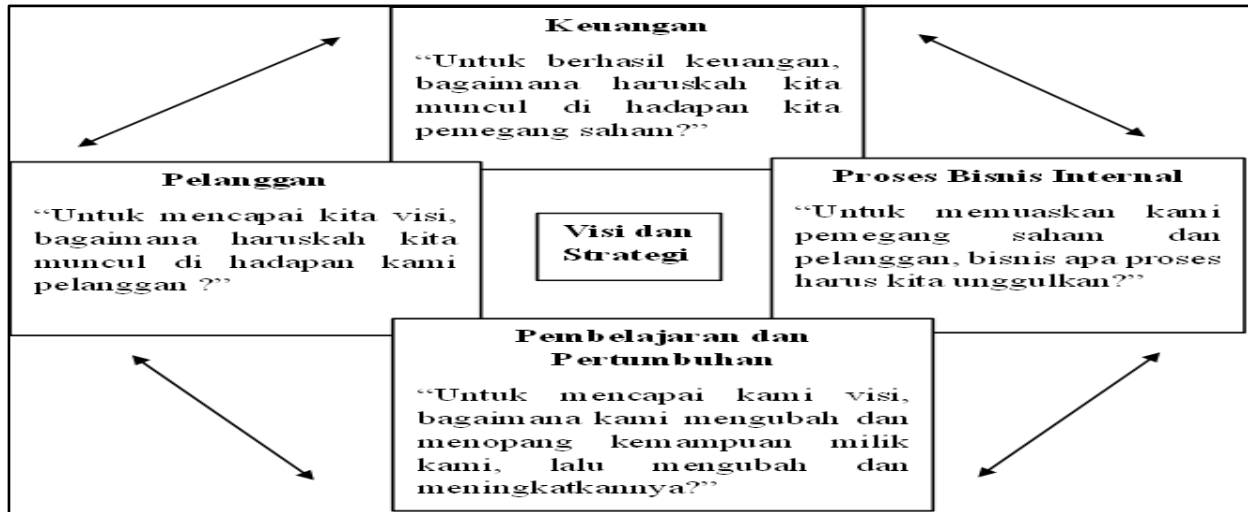 Keuangan
“Untuk berhasil keuangan,
bagaimana haruskah kita
muncul di hadapan kita
pemegang saham?”
Pelanggan
“Untuk mencapai kita visi,
bagaimana haruskah kita
muncul di hadapan kami
pelanggan ?”
Visi dan
Strategi
Proses Bisnis Internal
“Untuk memuaskan kami
pemegang saham dan
pelanggan, bisnis apa proses
harus kita unggulkan?”
Pembelajaran dan
Pertumbuhan
“Untuk mencapai kami visi,
bagaimana kami mengubah dan
menopang kemampuan milik
kami, lalu mengubah dan
meningkatkannya?”